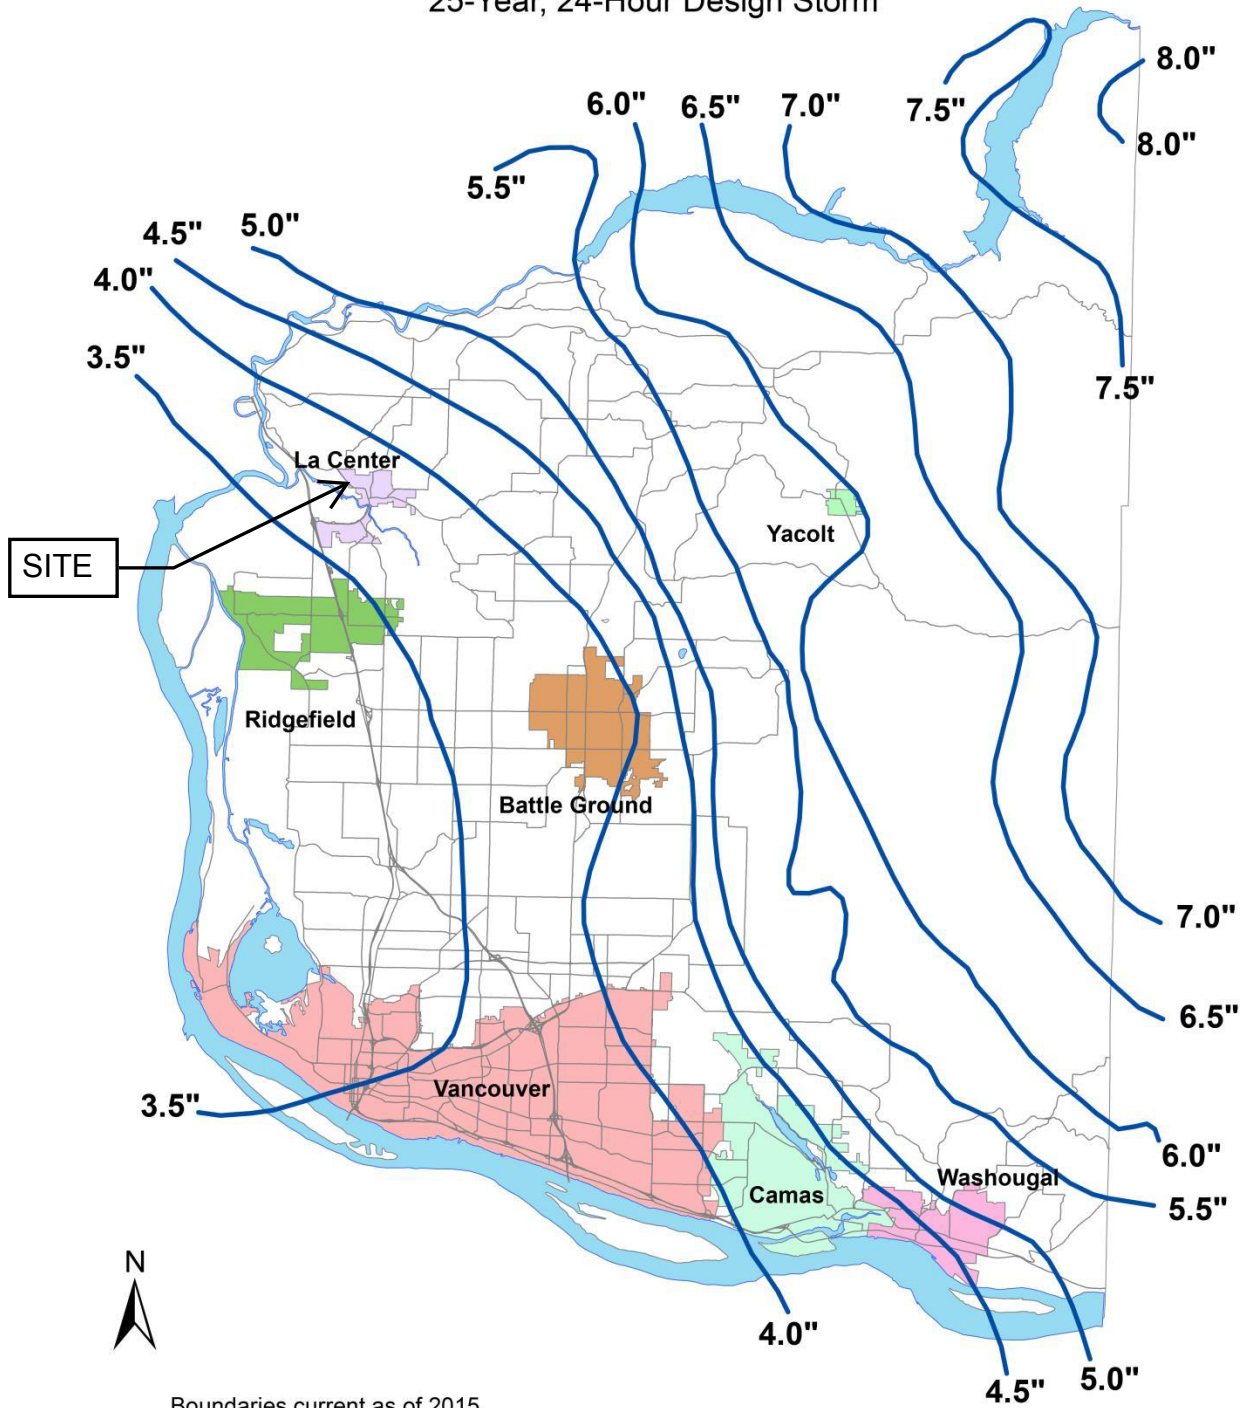 25-Year, 24-Hour Design Storm
8.0"
6.0"
6.5"
7.0"
7.5"
8.0"
5.5"
4.5"
5.0"
4.0"
3.5"
7.5"
La Center
Yacolt
SITE
Ridgefield
Battle Ground
7.0"
6.5"
Vancouver
3.5"
6.0"
Washougal
Camas
5.5"
N
4.0"
5.0"
4.5"
Boundaries current as of 2015